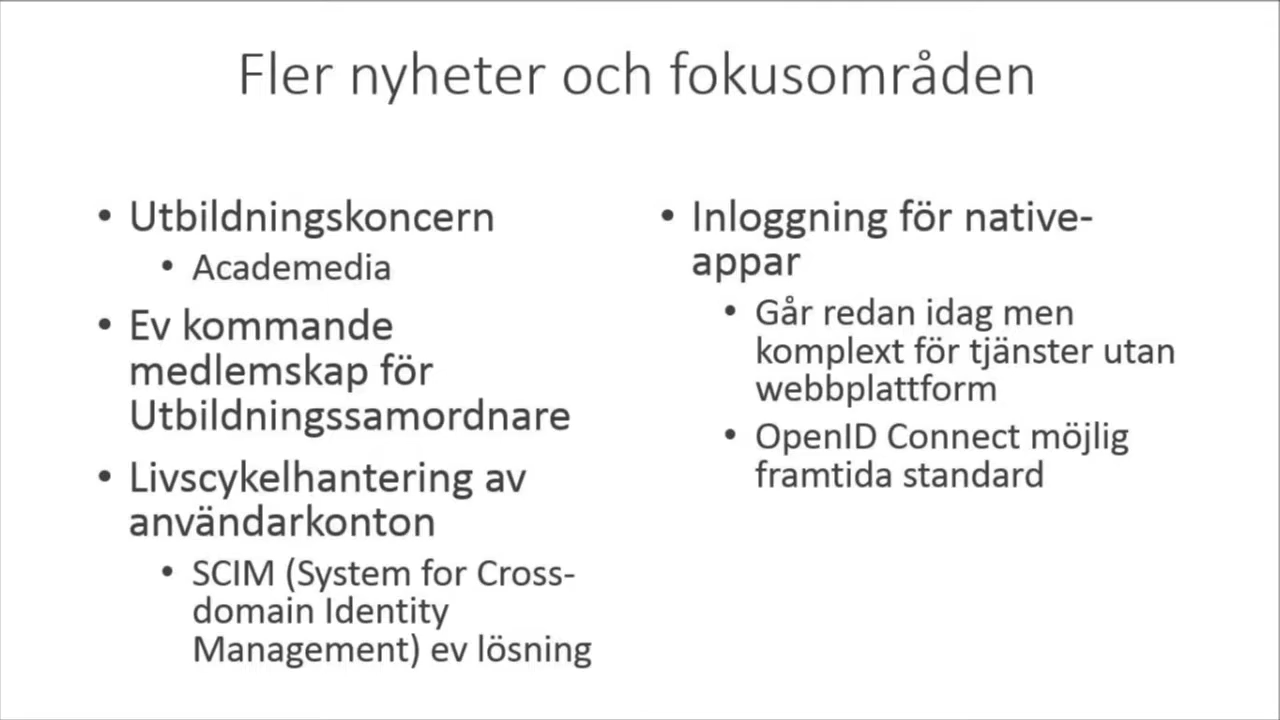 Fler nyheter och fokusområden
• Utbildningskoncern
• Academedia
• Ev kommande
medlemskap för
Utbildningssamordnare
• Livscykelhantering av
användarkonton
• SCIM (System for Cross-
domain Identity
Management) ev lösning
• Inloggning för native-
appar
• Går redan idag men
komplext för tjänster utan
webbplattform
• OpenID Connect möjlig
framtida standard